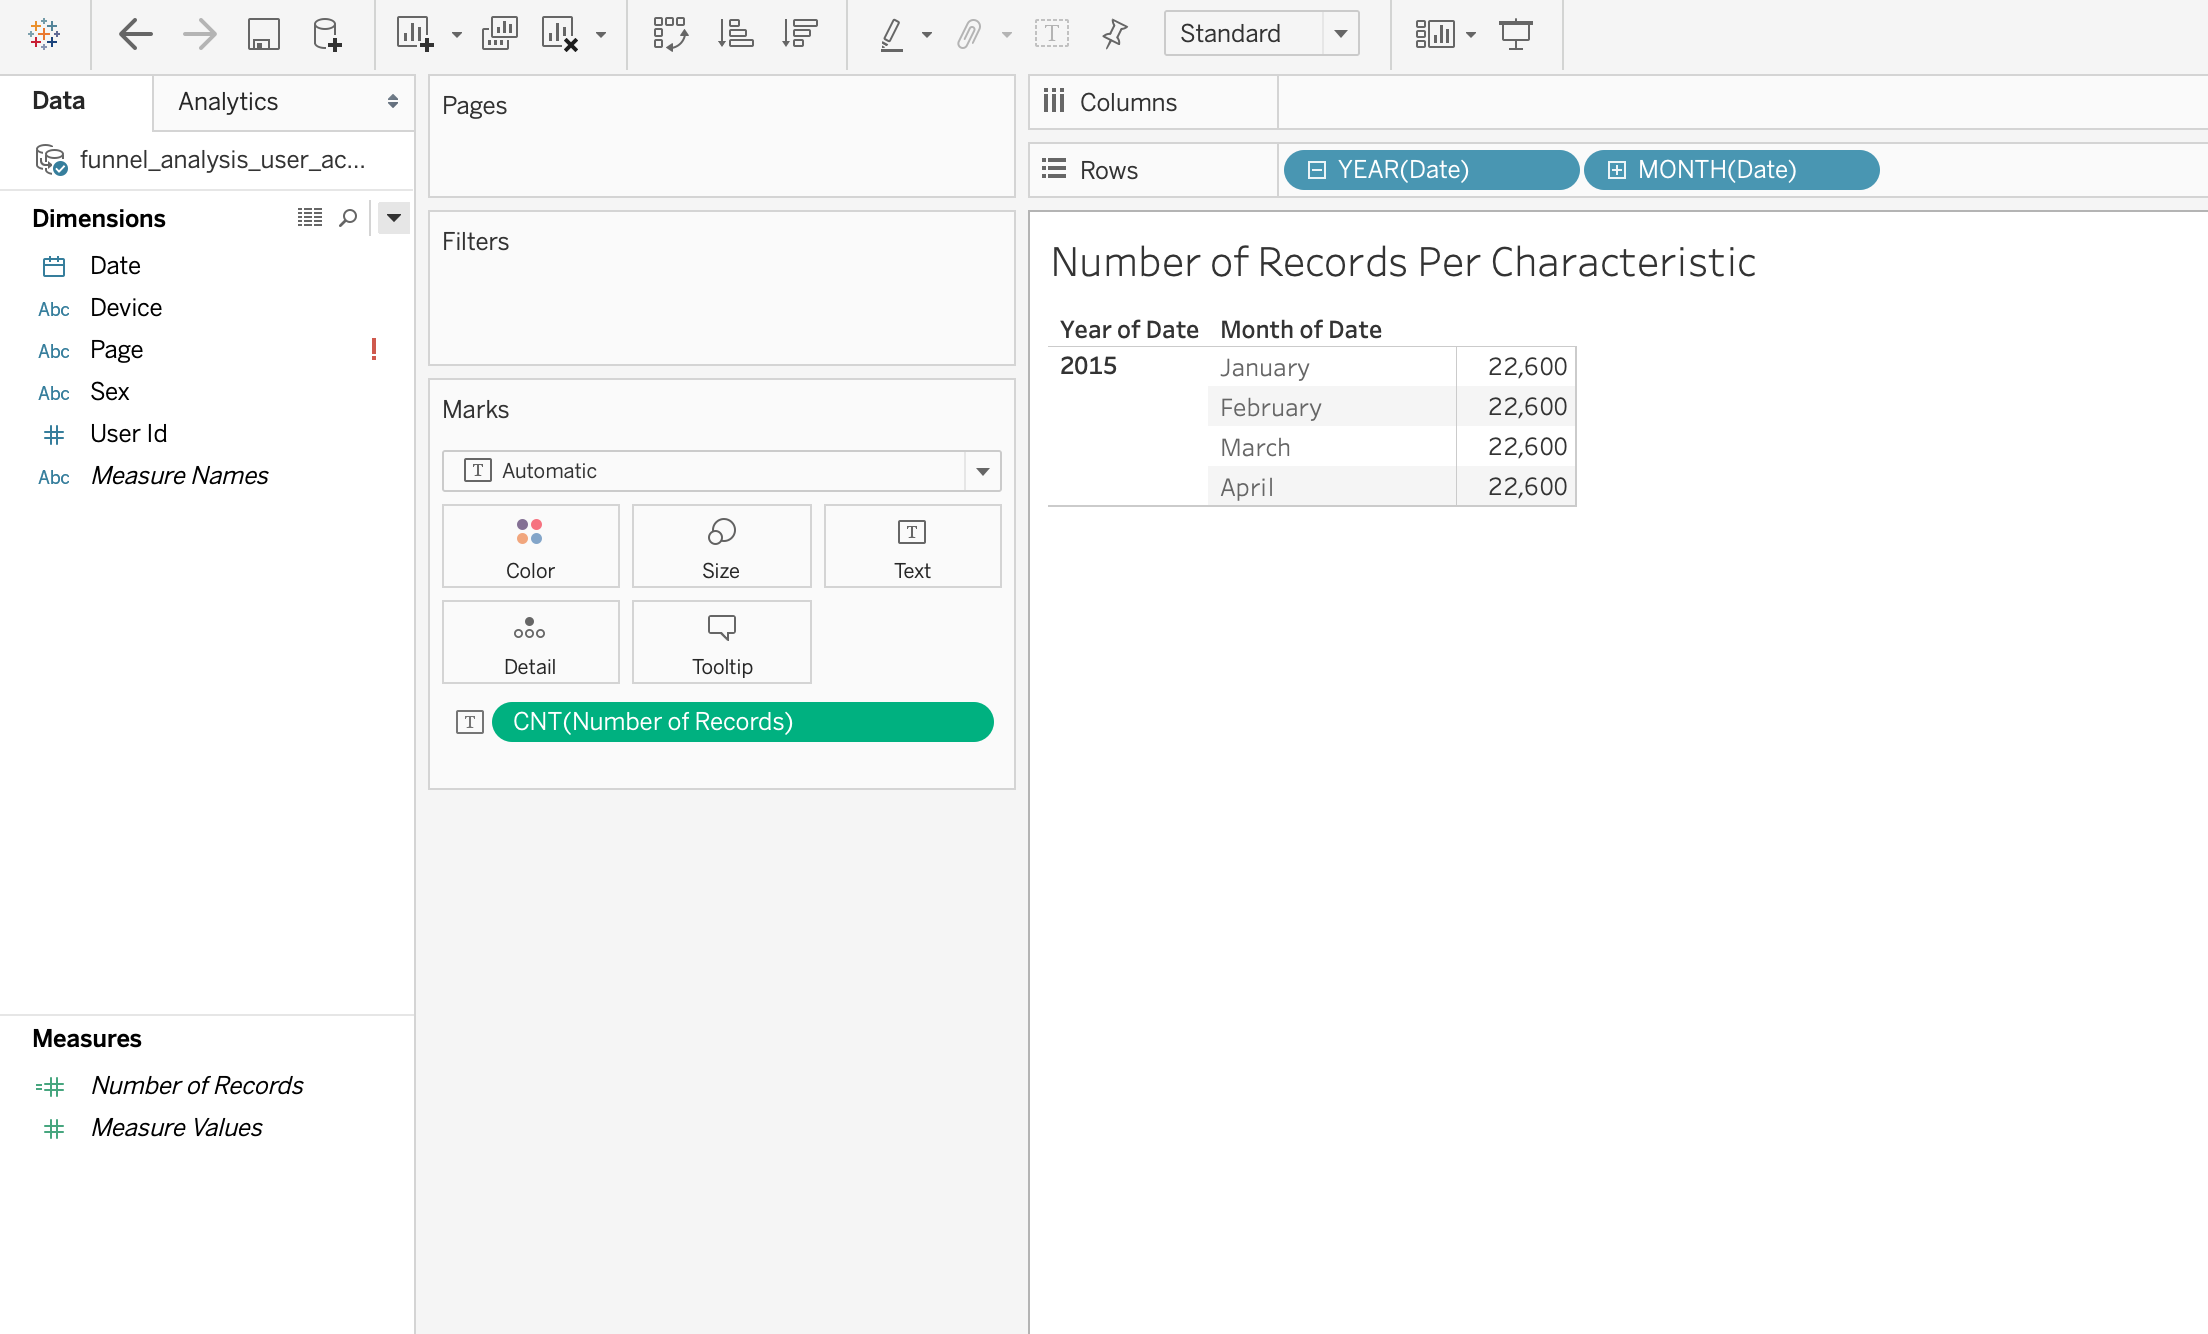 Standard
Data
Analytics
funnel_analysis_user_ac...
Dimensions
Date
Abc Device
Abc Page !
Abc Sex
User Id
Abc Measure Names
Measures
=# Number of Records
# Measure Values
Pages
Filters
Marks
T Automatic
Color
Size
T
Text
Detail
Tooltip
T CNT(Number of Records)
Columns
Rows YEAR(Date) MONTH(Date)
Number of Records Per Characteristic
Year of Date Month of Date
2015 January 22,600
February 22,600
March 22,600
April 22,600